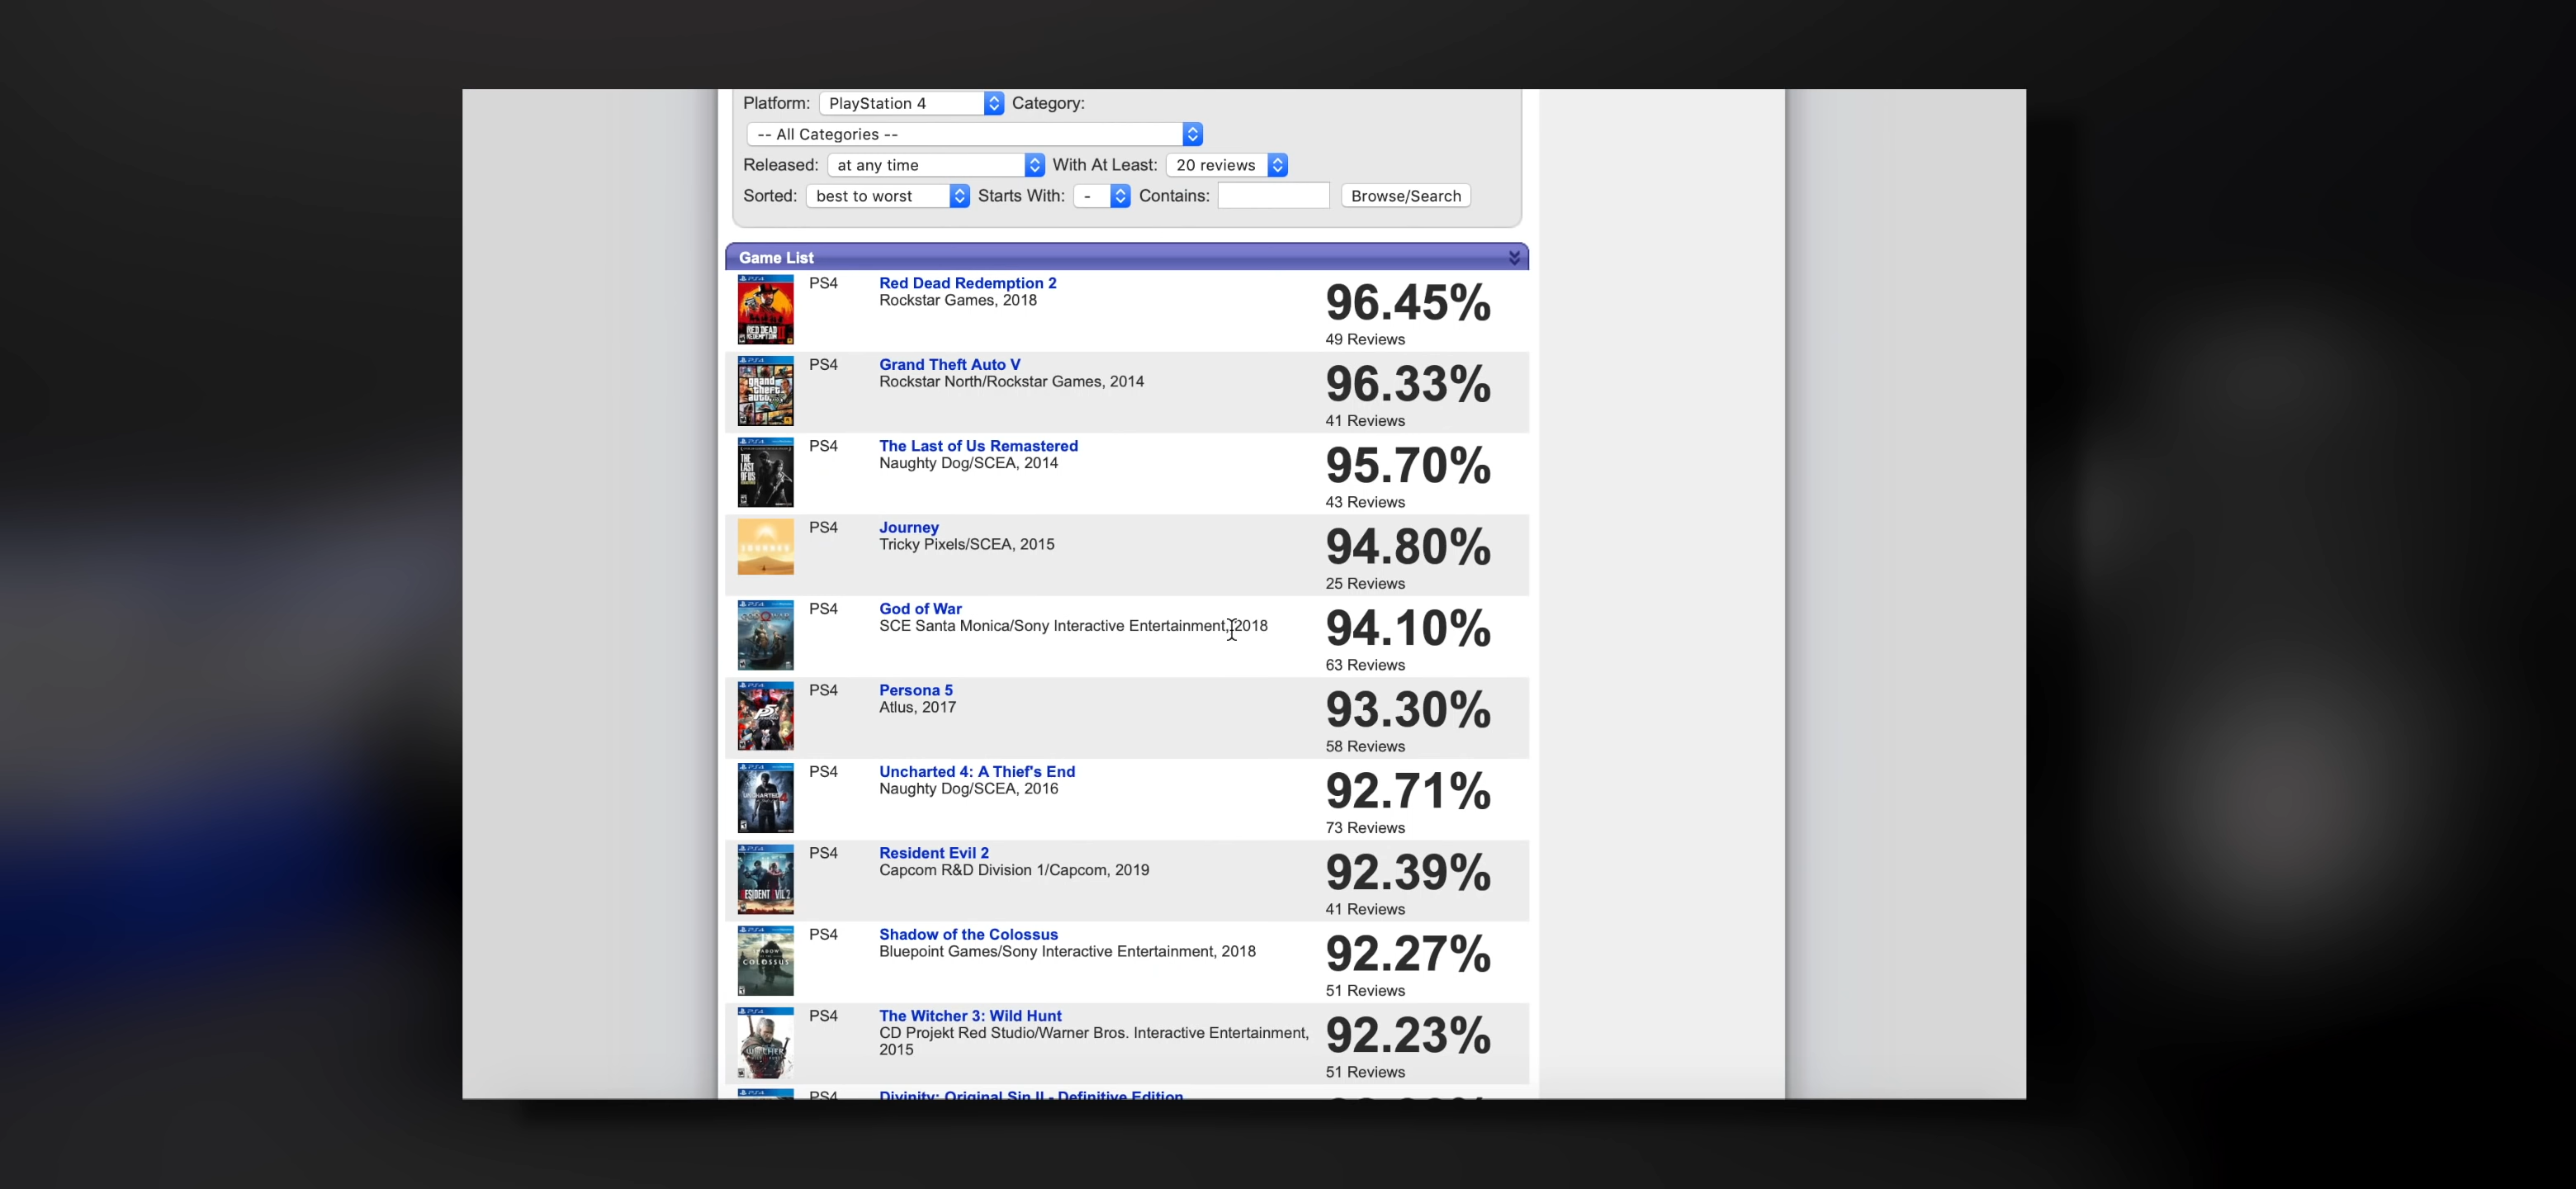 Platform: PlayStation 4 Category:
-- All Categories --
Released: at any time With At Least: 20 reviews
Sorted: best to worst Starts With: - Contains: Browse/Search
Game List
PS4 Red Dead Redemption 2
Rockstar Games, 2018
96.45%
49 Reviews
PS4 Grand Theft Auto V
Rockstar North/Rockstar Games, 2014
96.33%
41 Reviews
PS4 The Last of Us Remastered
Naughty Dog/SCEA, 2014
95.70%
43 Reviews
PS4 Journey
Tricky Pixels/SCEA, 2015
94.80%
25 Reviews
PS4 God of War
SCE Santa Monica/Sony Interactive Entertainment, 2018
94.10%
63 Reviews
PS4 Persona 5
Atlus, 2017
93.30%
58 Reviews
PS4 Uncharted 4: A Thief's End
Naughty Dog/SCEA, 2016
92.71%
73 Reviews
PS4 Resident Evil 2
Capcom R&D Division 1/Capcom, 2019
92.39%
41 Reviews
PS4 Shadow of the Colossus
Bluepoint Games/Sony Interactive Entertainment, 2018
92.27%
51 Reviews
PS4 The Witcher 3: Wild Hunt
CD Projekt Red Studio/Warner Bros. Interactive Entertainment,
2015
92.23%
51 Reviews
PS4 Divinity: Original Sin II - Definitive Edition